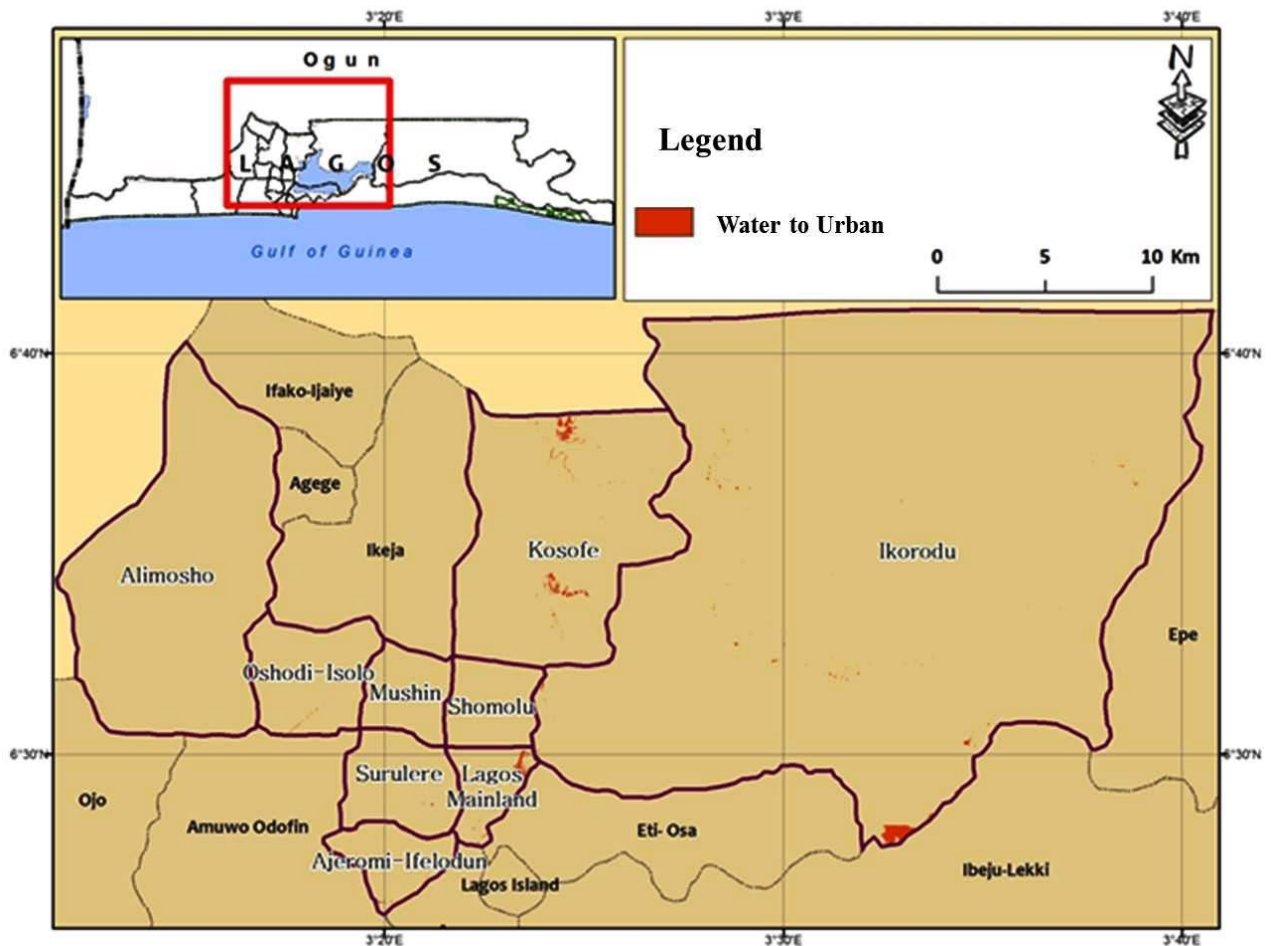 3°20'E 3°30'E 3°40'E
Ogun
N
LAGOS
Legend
Water to Urban
Gulf of Guinea
0 5 10 Km
6°40'N 6°40'N
Ifako-Ijaiye
Agege
Ikeja
Kosofe
Ikorodu
Alimosho
Epe
Oshodi-Isolo
Mushin
Shomolu
6°30'N 6°30'N
Surulere
Lagos
Mainland
Ojo
Amuwo Odofin
Eti- Osa
Ajeromi-Ifelodun
Ibeju-Lekki
Lagos Island
3°20'E 3°30'E 3°40'E